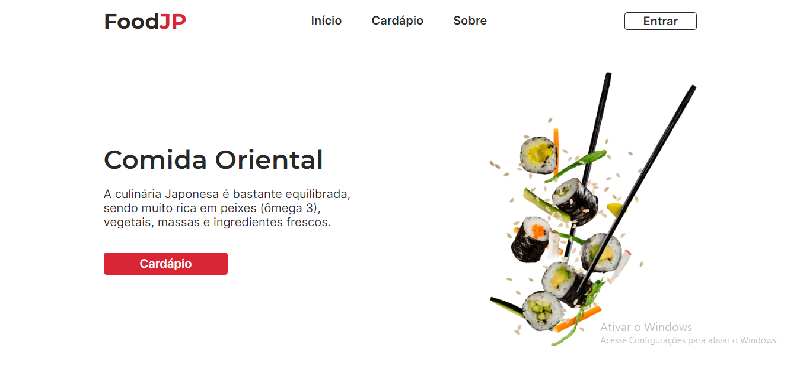 FoodJP
Início Cardápio Sobre
Entrar
Comida Oriental
A culinária Japonesa é bastante equilibrada,
sendo muito rica em peixes (ômega 3),
vegetais, massas e ingredientes frescos.
Cardápio
Ativar o Windows
Acesse Configurações para ativar o Windows.